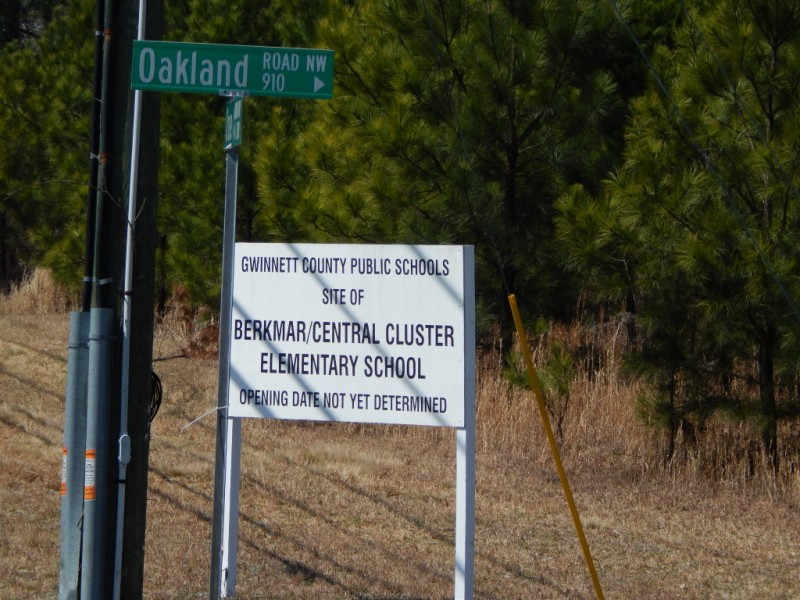 Oakland ROAD NW
910
GWINNETT COUNTY PUBLIC SCHOOLS
SITE OF
BERKMAR/CENTRAL CLUSTER
ELEMENTARY SCHOOL
OPENING DATE NOT YET DETERMINED